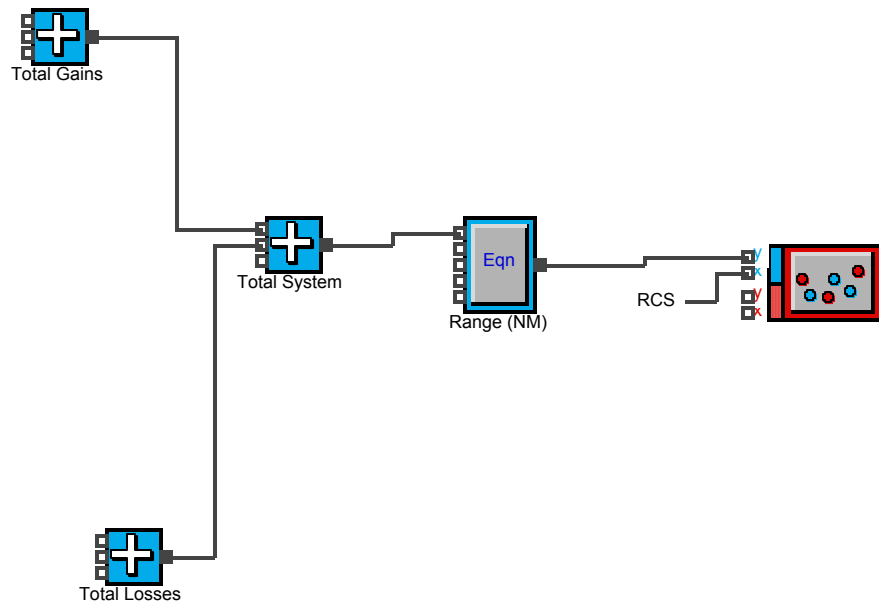 Total Gains
Total System
Eqn
Range (NM)
RCS
y
x
y
x
Total Losses